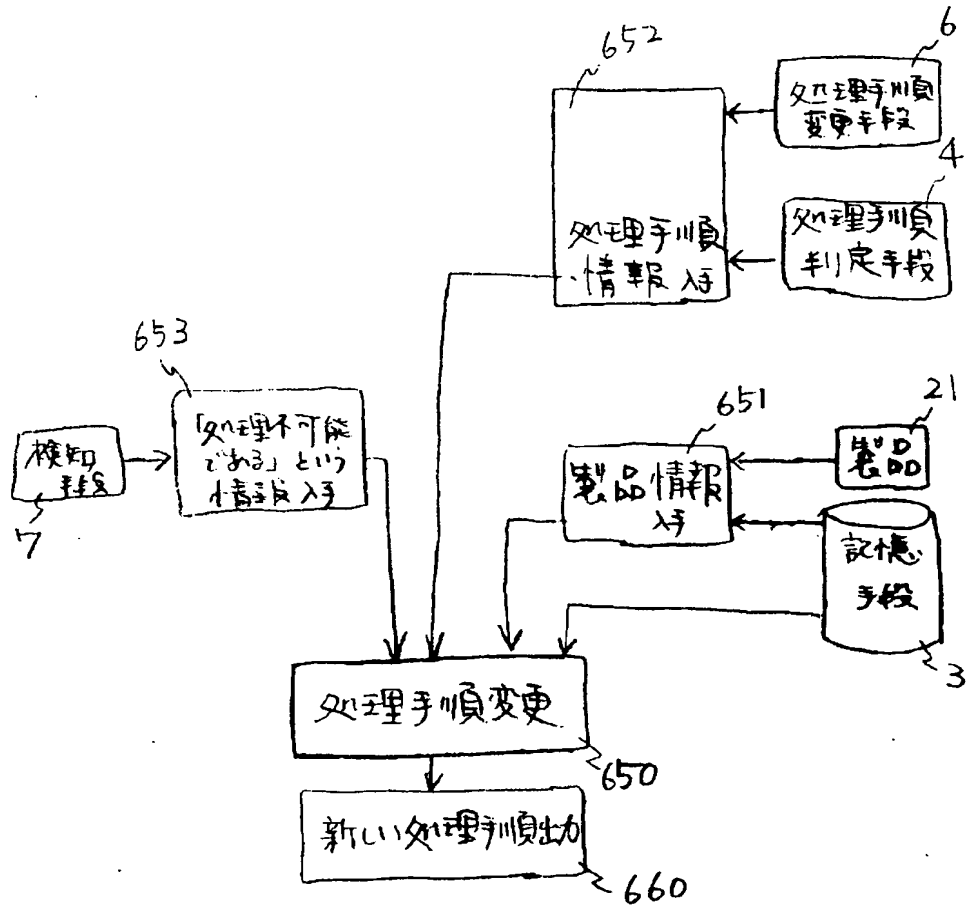 6
652
処理手順
変更手段
4
処理手順
判定手段
処理手順
情報入手
653
「処理不可能
である」という
情報入手
検知
手段
7
651
製品情報
入手
21
製品
記憶
手段
3
処理手順変更
650
新しい処理手順出力
660